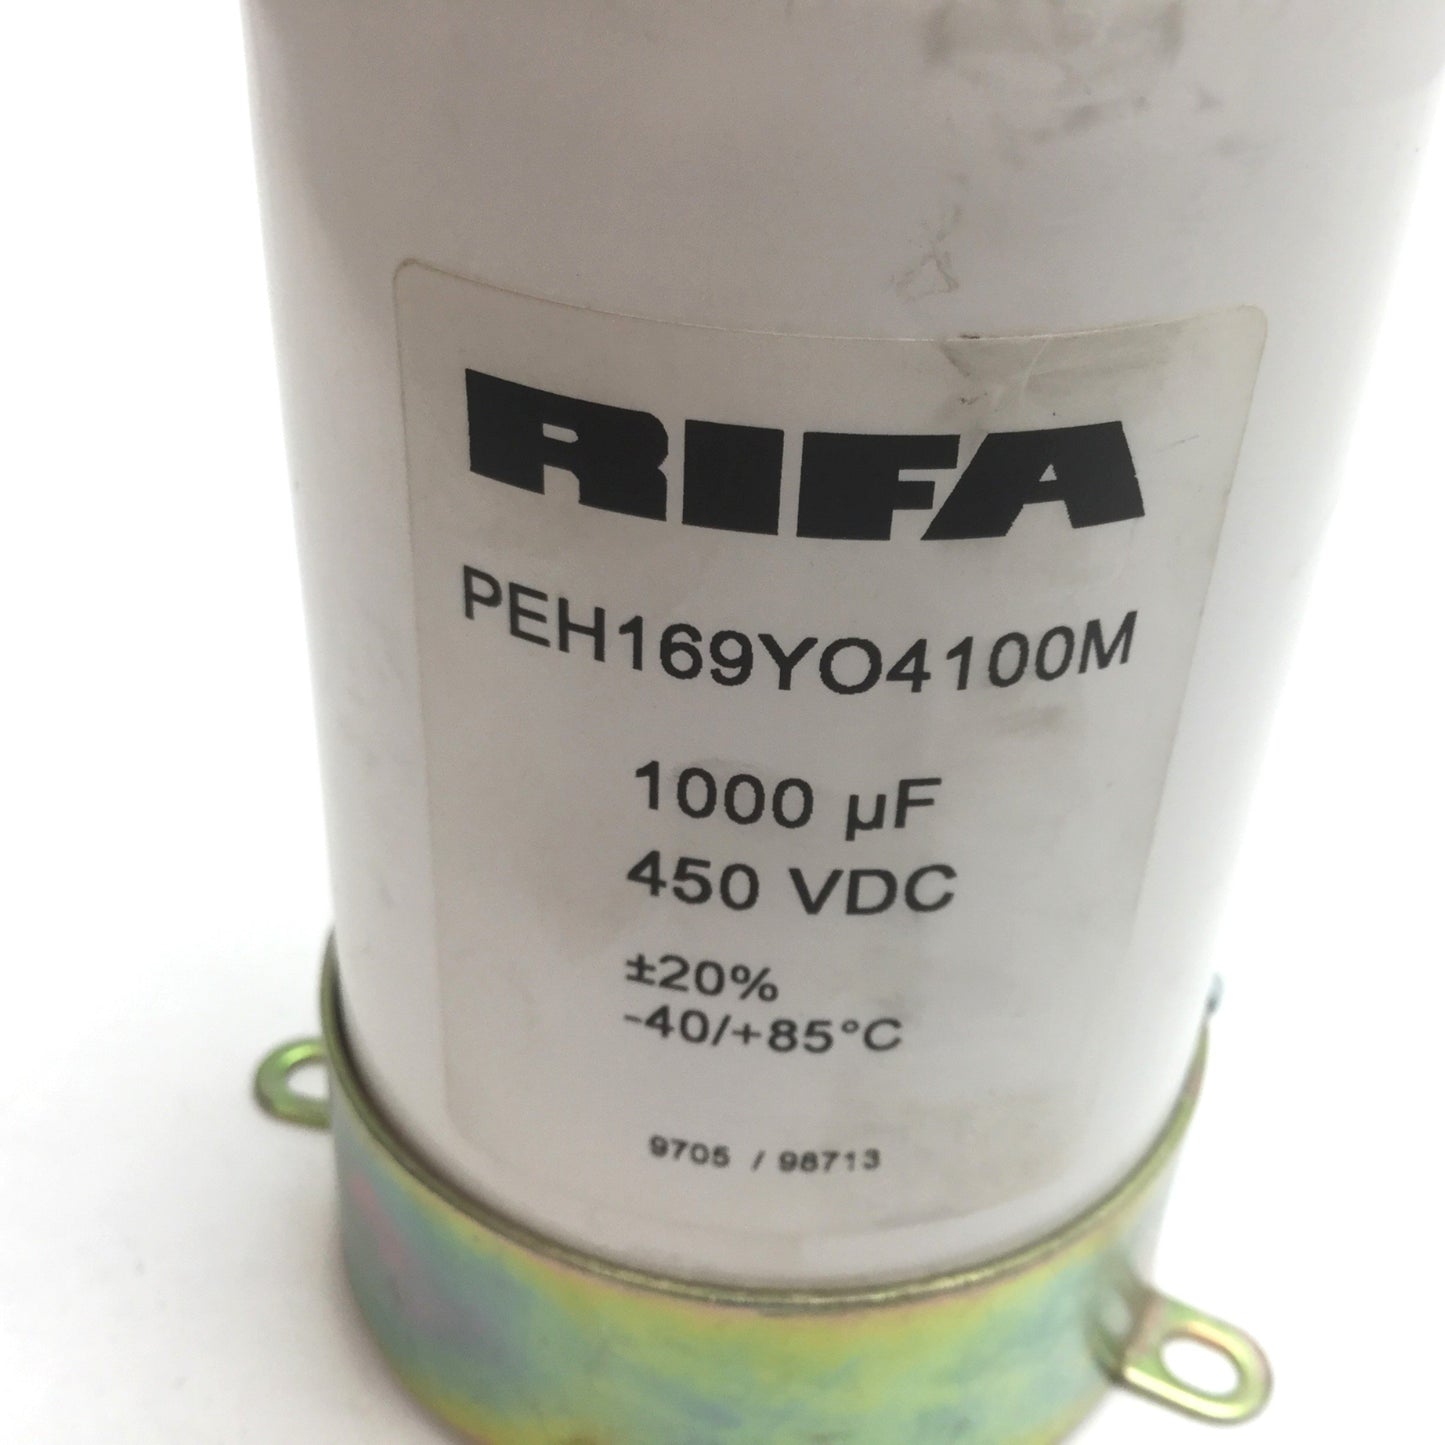 RIFA
PEH169YO4100M
1000 µF
450 VDC
±20%
-40/+85°C
9705 / 98713